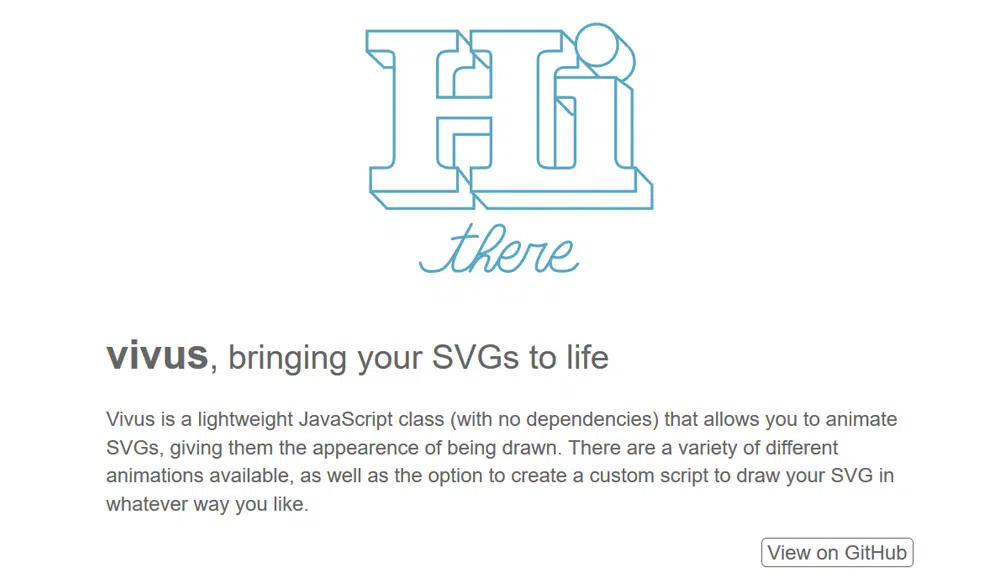 Hi
there
vivus, bringing your SVGs to life
Vivus is a lightweight JavaScript class (with no dependencies) that allows you to animate
SVGs, giving them the appearence of being drawn. There are a variety of different
animations available, as well as the option to create a custom script to draw your SVG in
whatever way you like.
View on GitHub